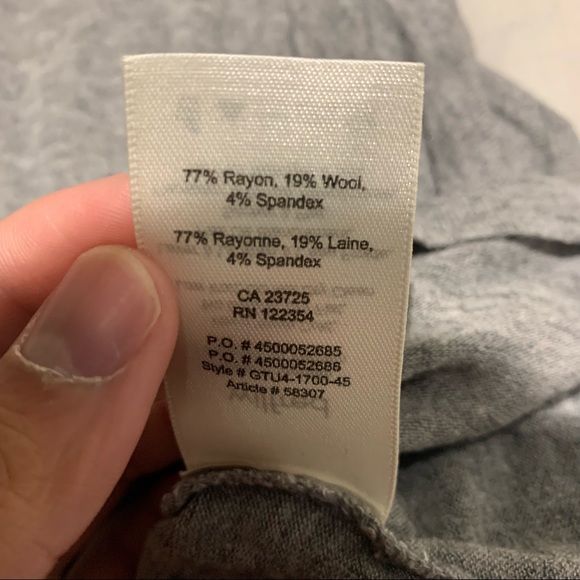 77% Rayon, 19% Wool,
4% Spandex
77% Rayonne, 19% Laine,
4% Spandex
CA 23725
RN 122354
P.O. # 4500052685
P.O. # 4500052688
Style # GTU4-1700-45
Article # 58307